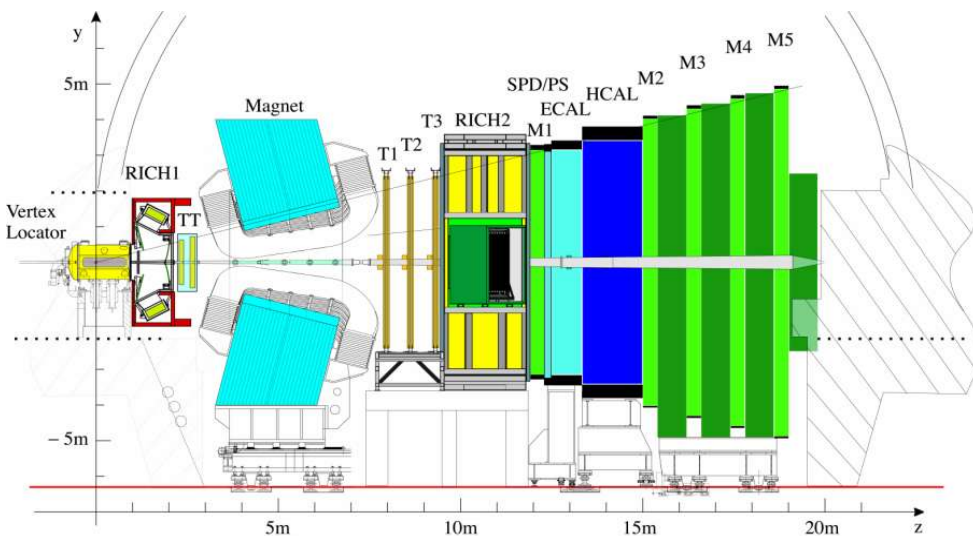 y
5m
Vertex
Locator
RICH1
TT
Magnet
T1
T2
T3
RICH2
M1
SPD/PS
ECAL
HCAL
M2
M3
M4
M5
− 5m
5m
10m
15m
20m
z